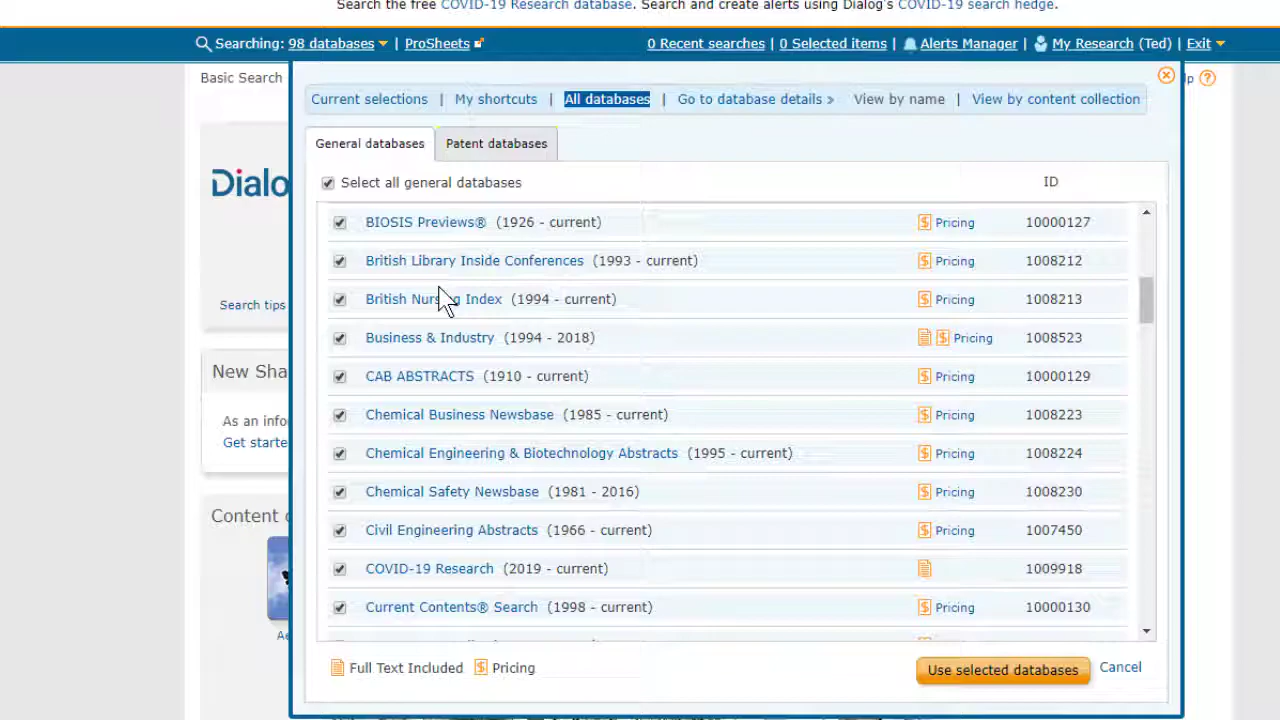 Search the free COVID-19 Research database. Search and create alerts using Dialog's COVID-19 search hedge.
Searching: 98 databases | ProSheets
0 Recent searches | 0 Selected items | Alerts Manager | My Research (Ted) | Exit
Basic Search
Current selections | My shortcuts | All databases | Go to database details » View by name | View by content collection
General databases Patent databases
Select all general databases ID
BIOSIS Previews® (1926 - current) $ Pricing 10000127
British Library Inside Conferences (1993 - current) $ Pricing 1008212
British Nursing Index (1994 - current) $ Pricing 1008213
Business & Industry (1994 - 2018) $ Pricing 1008523
CAB ABSTRACTS (1910 - current) $ Pricing 10000129
Chemical Business Newsbase (1985 - current) $ Pricing 1008223
Chemical Engineering & Biotechnology Abstracts (1995 - current) $ Pricing 1008224
Chemical Safety Newsbase (1981 - 2016) $ Pricing 1008230
Civil Engineering Abstracts (1966 - current) $ Pricing 1007450
COVID-19 Research (2019 - current) 1009918
Current Contents® Search (1998 - current) $ Pricing 10000130
Full Text Included $ Pricing
Use selected databases Cancel
Dialo
Search tips
New Sha
As an info
Get starte
Content